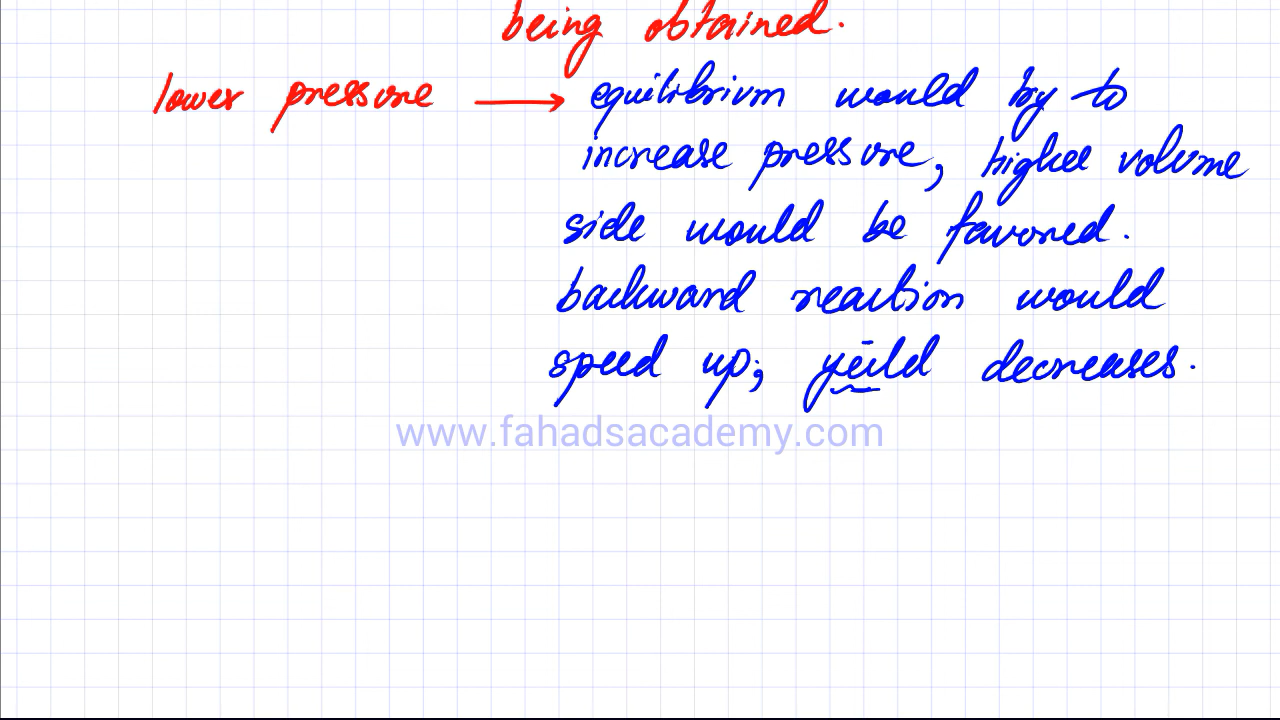 being obtained.
lower pressure → equilibrium would try to
increase pressure, higher volume
side would be favored.
backward reaction would
speed up; yeild decreases.
www.fahadsacademy.com